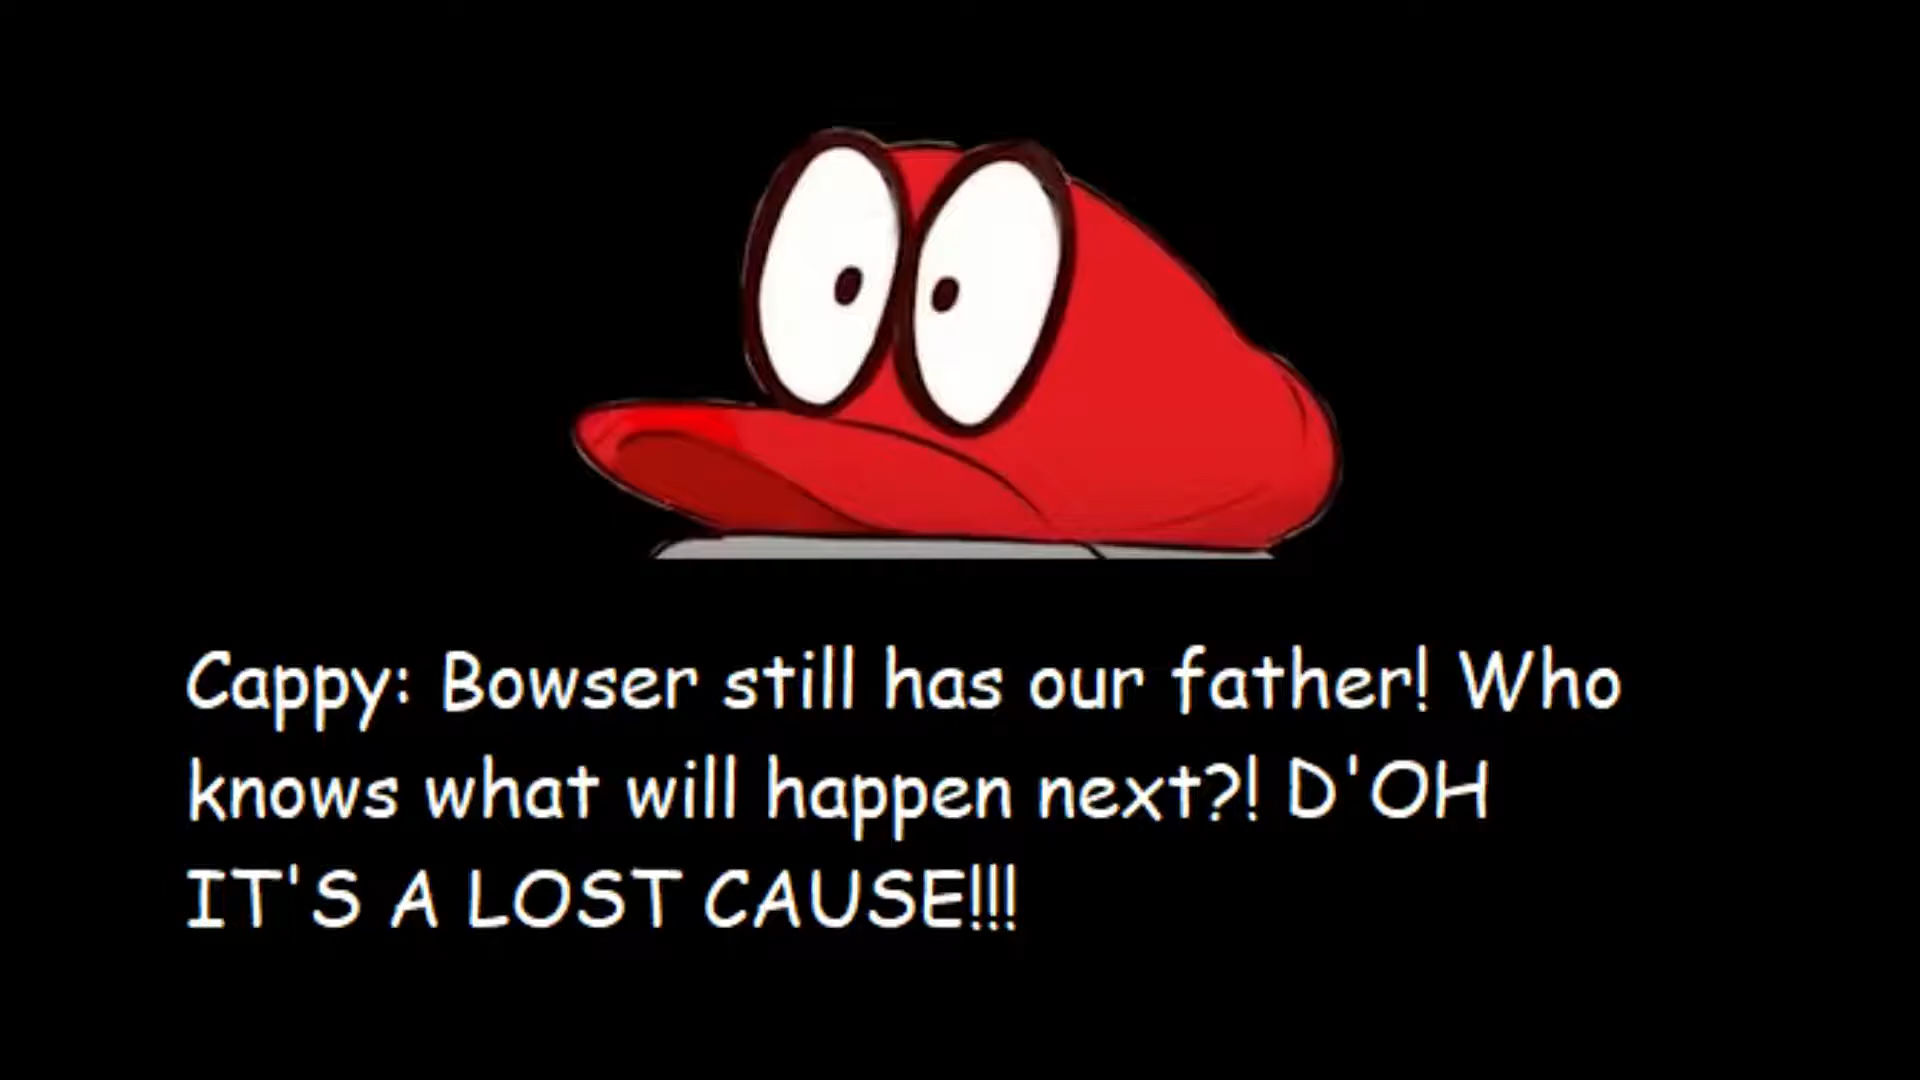 Cappy: Bowser still has our father! Who
knows what will happen next?! D'OH
IT'S A LOST CAUSE!!!